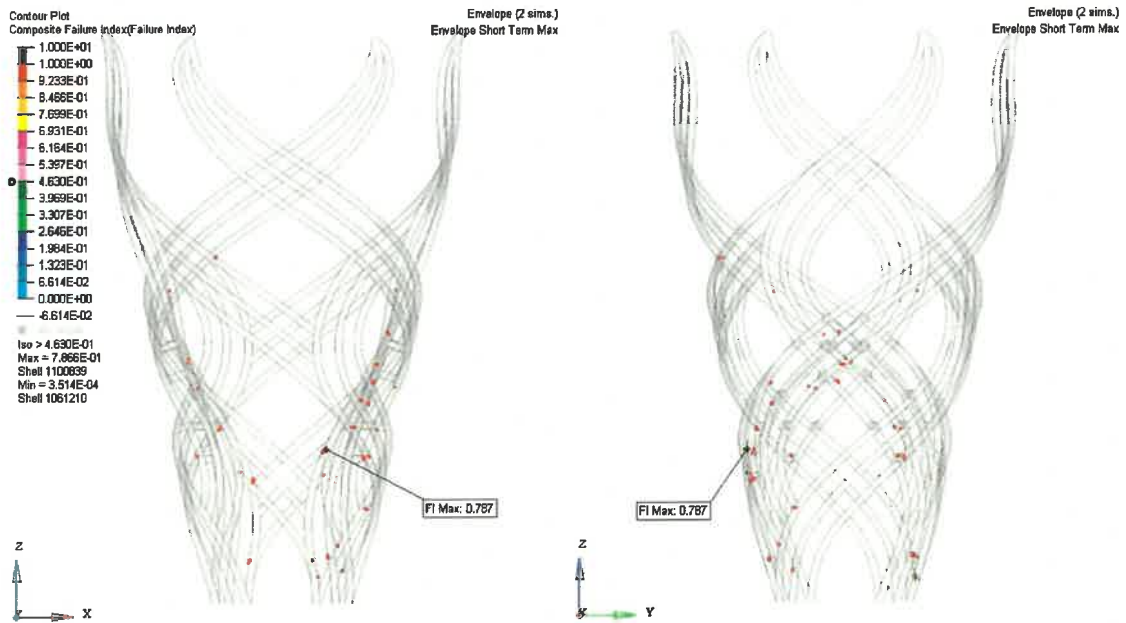 Contour Plot
Composite Failure Index(Failure Index)
1.000E+01
1.000E+00
9.233E-01
8.466E-01
7.699E-01
6.931E-01
6.164E-01
5.397E-01
4.630E-01
3.969E-01
3.307E-01
2.646E-01
1.984E-01
1.323E-01
6.614E-02
0.000E+00
-6.614E-02
Iso > 4.630E-01
Max = 7.866E-01
Shell 1100839
Min = 3.514E-04
Shell 1061210
Envelope (2 sims.)
Envelope Short Term Max
FI Max: 0.787
Z
X
Envelope (2 sims.)
Envelope Short Term Max
FI Max: 0.787
Z
X
Y